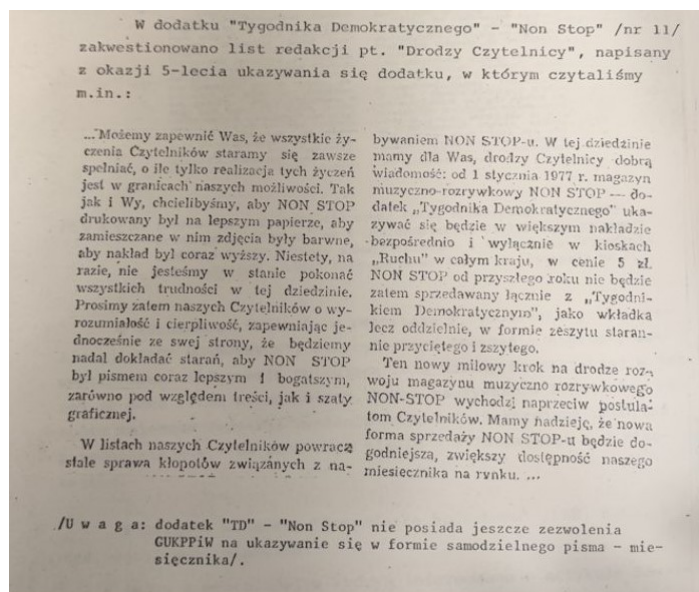 W dodatku "Tygodnika Demokratycznego" - "Non Stop" /nr 11/
zakwestionowano list redakcji pt. "Drodzy Czytelnicy", napisany
z okazji 5-lecia ukazywania się dodatku, w którym czytaliśmy
m.in.:
...Możemy zapewnić Was, że wszystkie ży-
czenia Czytelników staramy się zawsze
spełniać, o ile tylko realizacja tych życzeń
jest w granicach naszych możliwości. Tak
jak i Wy, chcielibyśmy, aby NON STOP
drukowany był na lepszym papierze, aby
zamieszczane w nim zdjęcia były barwne,
aby nakład był coraz wyższy. Niestety, na
razie, nie jesteśmy w stanie pokonać
wszystkich trudności w tej dziedzinie.
Prosimy zatem naszych Czytelników o wy-
rozumiałość i cierpliwość, zapewniając je-
dnocześnie ze swej strony, że będziemy
nadal dokładać starań, aby NON STOP
był pismem coraz lepszym i bogatszym,
zarówno pod względem treści, jak i szaty
graficznej.
W listach naszych Czytelników powraca
stale sprawa kłopotów związanych z na-
bywaniem NON STOP-u. W tej dziedzinie
mamy dla Was, drodzy Czytelnicy dobrą
wiadomość: od 1 stycznia 1977 r. magazyn
muzyczno-rozrywkowy NON STOP — do-
datek „Tygodnika Demokratycznego" uka-
zywać się będzie w większym nakładzie
bezpośrednio i wyłącznie w kioskach
„Ruchu" w całym kraju, w cenie 5 zł.
NON STOP od przyszłego roku nie będzie
zatem sprzedawany łącznie z „Tygodni-
kiem Demokratycznym", jako wkładka
lecz oddzielnie, w formie zeszytu staran-
nie przyciętego i zszytego.
Ten nowy milowy krok na drodze roz-
woju magazynu muzyczno rozrywkowego
NON-STOP wychodzi naprzeciw postula-
tom Czytelników. Mamy nadzieję, że nowa
forma sprzedaży NON STOP-u będzie do-
godniejsza, zwiększy dostępność naszego
miesięcznika na rynku. ...
/U w a g a: dodatek "TD" - "Non Stop" nie posiada jeszcze zezwolenia
GUKPPiW na ukazywanie się w formie samodzielnego pisma - mie-
sięcznika/.